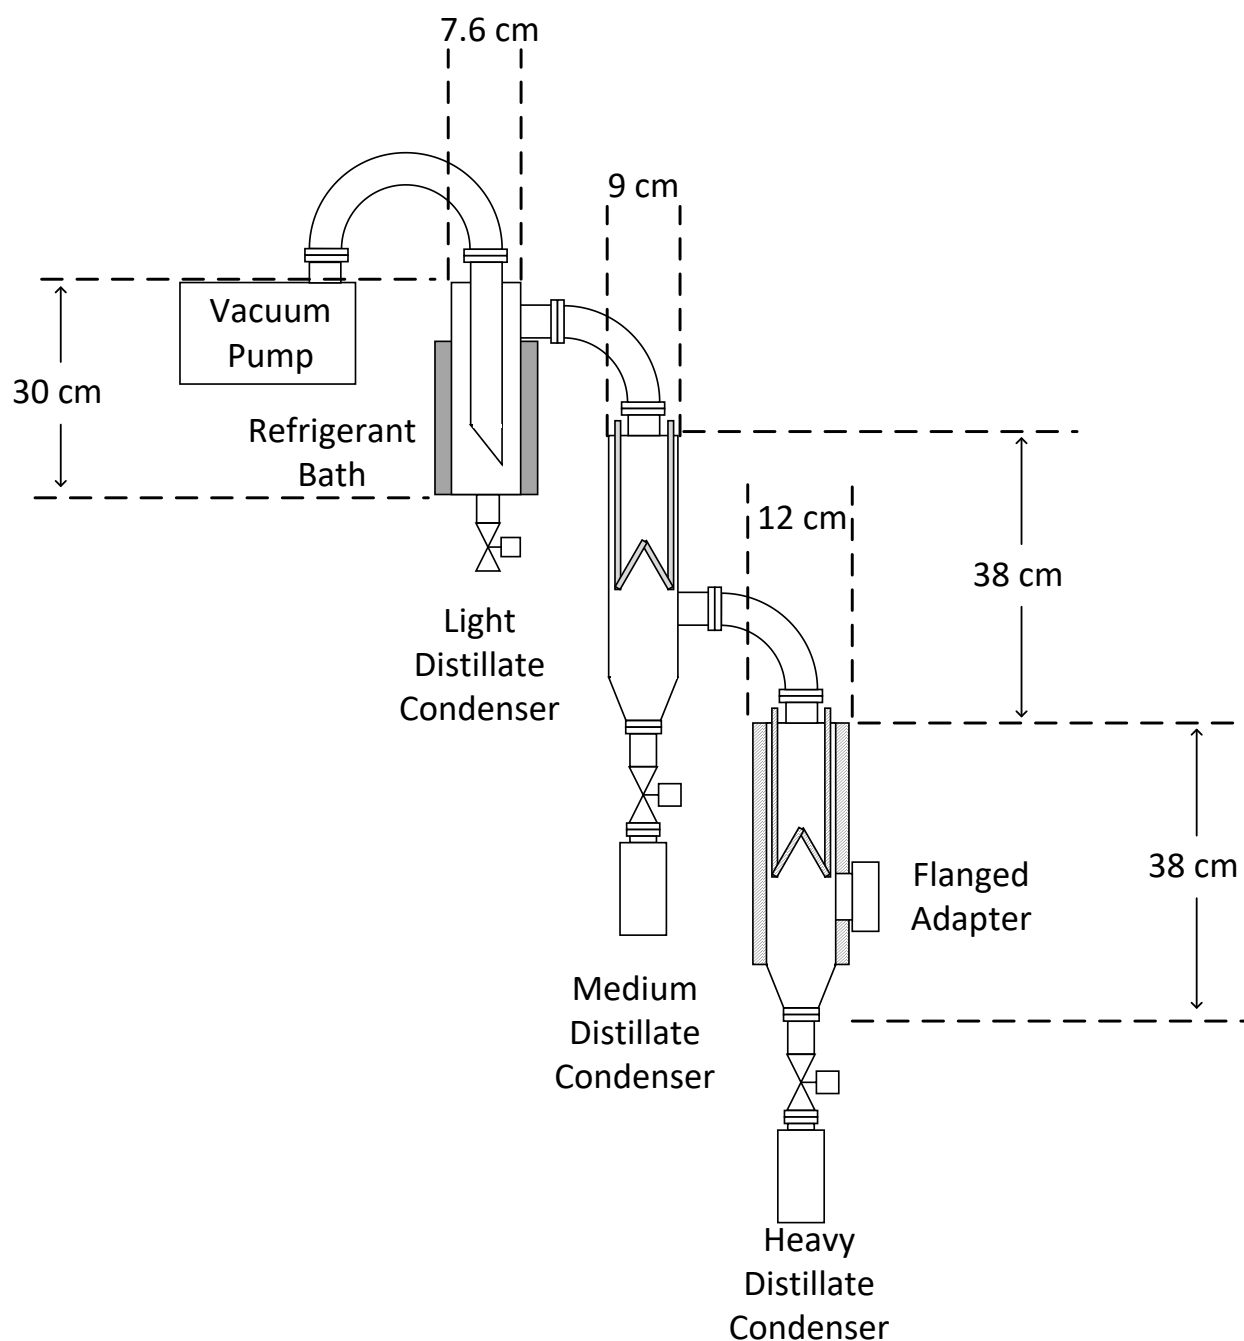 7.6 cm
9 cm
Vacuum
Pump
30 cm
Refrigerant
Bath
12 cm
38 cm
Light
Distillate
Condenser
38 cm
Flanged
Adapter
Medium
Distillate
Condenser
Heavy
Distillate
Condenser